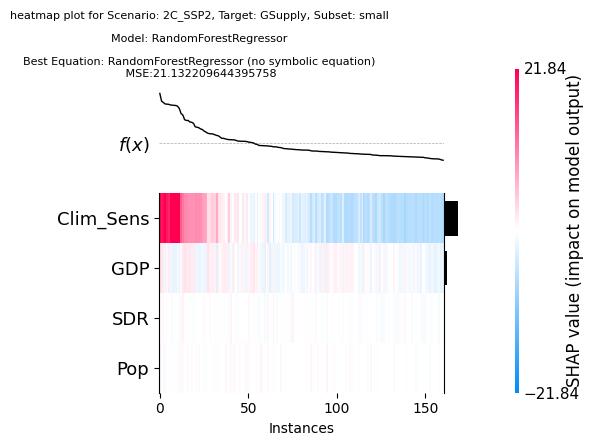 heatmap plot for Scenario: 2C_SSP2, Target: GSupply, Subset: small
Model: RandomForestRegressor
Best Equation: RandomForestRegressor (no symbolic equation)
MSE:21.132209644395758
21.84
f(x)
Clim_Sens
GDP
SDR
Pop
-21.84
SHAP value (impact on model output)
0
50
100
150
Instances